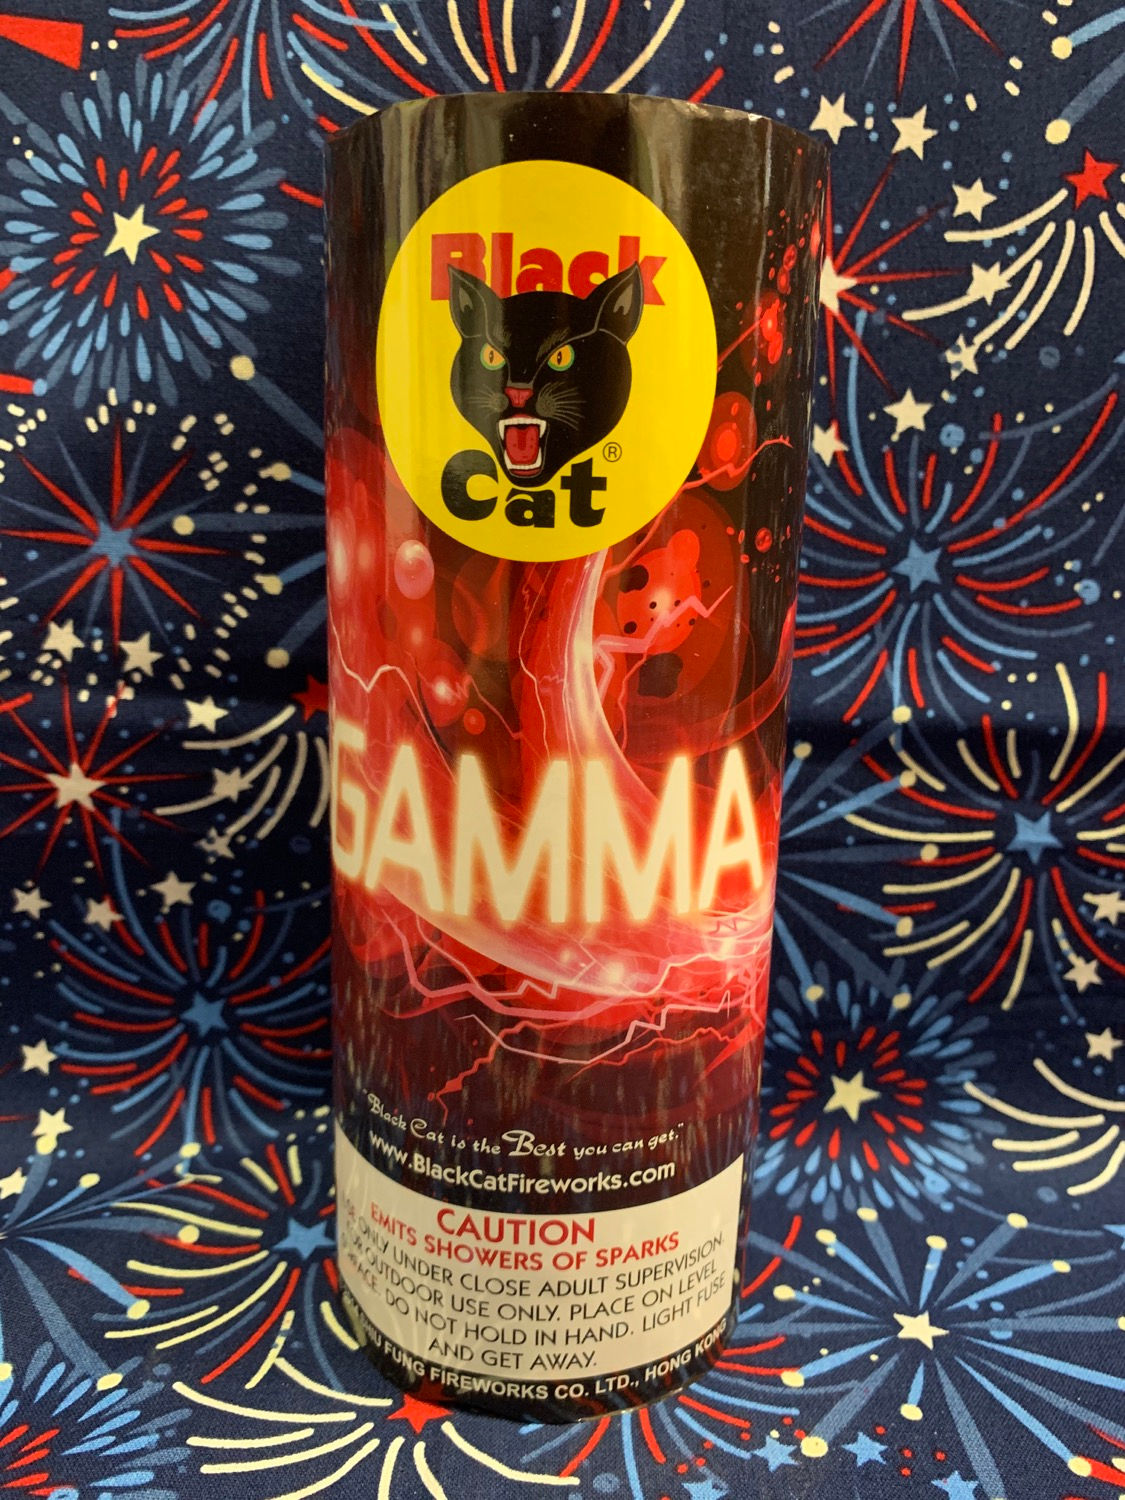 Black
Cat®
GAMMA
"Black Cat is the Best you can get."
www.BlackCatFireworks.com
CAUTION
EMITS SHOWERS OF SPARKS
ONLY UNDER CLOSE ADULT SUPERVISION.
OUTDOOR USE ONLY. PLACE ON LEVEL
DO NOT HOLD IN HAND. LIGHT FUSE
AND GET AWAY.
FUNG FIREWORKS CO. LTD., HONG KONG